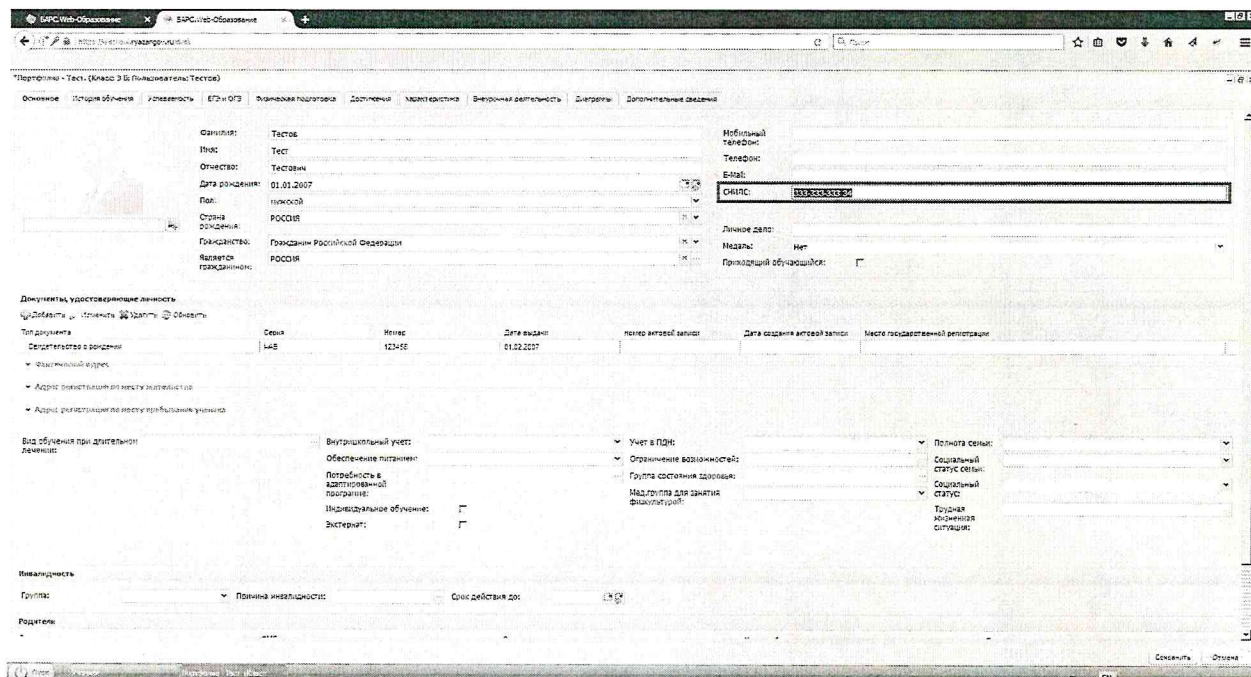 БАРС.Web-Образование
БАРС.Web-Образование
Поиск
*Портфолио - Тест. (Класс: 3 Б; Пользователь: Тестов)
Основное История обучения Успеваемость ЕГЭ и ОГЭ Физическая подготовка Достижения Характеристика Внеурочная деятельность Диаграммы Дополнительные сведения
Фамилия: Тестов
Имя: Тест
Отчество: Тестович
Дата рождения: 01.01.2007
Пол: мужской
Страна рождения: РОССИЯ
Гражданство: Гражданин Российской Федерации
Является гражданином: РОССИЯ
Мобильный телефон:
Телефон:
E-Mail:
СНИЛС: 333-333-333 34
Личное дело:
Медаль: Нет
Приходящий обучающийся:
Документы, удостоверяющие личность
Добавить Изменить Удалить Обновить
Тип документа Серия Номер Дата выдачи Номер актовой записи Дата создания актовой записи Место государственной регистрации
Свидетельство о рождении 123456 01.02.2007
Фактический адрес
Адрес регистрации по месту жительства
Адрес регистрации по месту пребывания ученика
Вид обучения при длительном лечении:
Внутришкольный учет:
Обеспечение питанием:
Потребность в адаптированной программе:
Индивидуальное обучение:
Экстернат:
Учет в ПДН:
Ограничение возможностей:
Группа состояния здоровья:
Мед.группа для занятия физкультурой:
Полнота семьи:
Социальный статус семьи:
Социальный статус:
Трудная жизненная ситуация:
Инвалидность
Группа: Причина инвалидности: Срок действия до:
Родители
Сохранить Отмена
Пуск